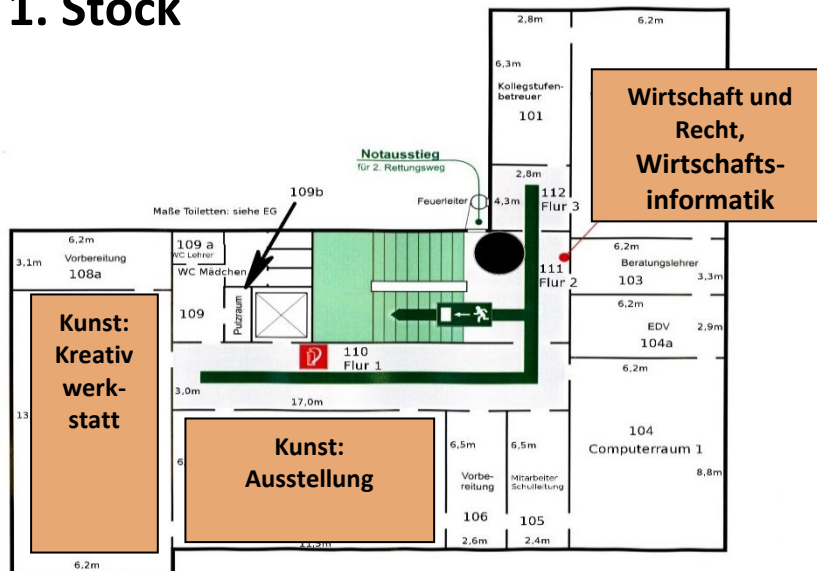 1. Stock
2,8m
6,2m
6,3m
Kollegstufen-
betreuer
101
Wirtschaft und
Recht,
Wirtschafts-
informatik
Notausstieg
für 2. Rettungsweg
2,8m
112
Flur 3
Feuerleiter
4,3m
109b
Maße Toiletten: siehe EG
6,2m
3,1m
Vorbereitung
108a
109 a
WC Lehrer
WC Mädchen
109
Putzraum
111
Flur 2
6,2m
Beratungslehrer
103
3,3m
6,2m
EDV
104a
2,9m
Kunst:
Kreativ
werk-
statt
110
Flur 1
3,0m
17,0m
6,2m
104
Computerraum 1
8,8m
13
Kunst:
Ausstellung
6
6,5m
Vorbe-
reitung
106
2,6m
6,5m
Mitarbeiter
Schulleitung
105
2,4m
6,2m